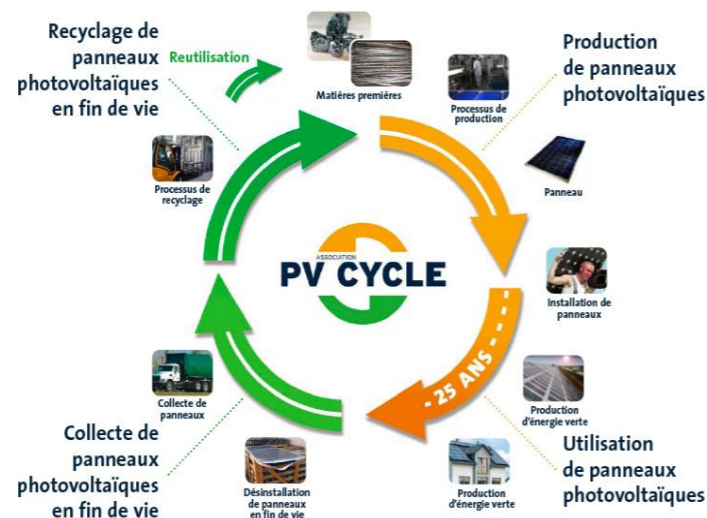 Recyclage de
panneaux
photovoltaïques
en fin de vie
Reutilisation
Matières premières
Processus de
production
Production
de panneaux
photovoltaïques
Panneau
Processus de
recyclage
ASSOCIATION
PV CYCLE
Installation de
panneaux
- 25 ANS -
Production
d'énergie verte
Utilisation
de panneaux
photovoltaïques
Production
d'énergie verte
Désinstallation
de panneaux
en fin de vie
Collecte de
panneaux
Collecte de
panneaux
photovoltaïques
en fin de vie